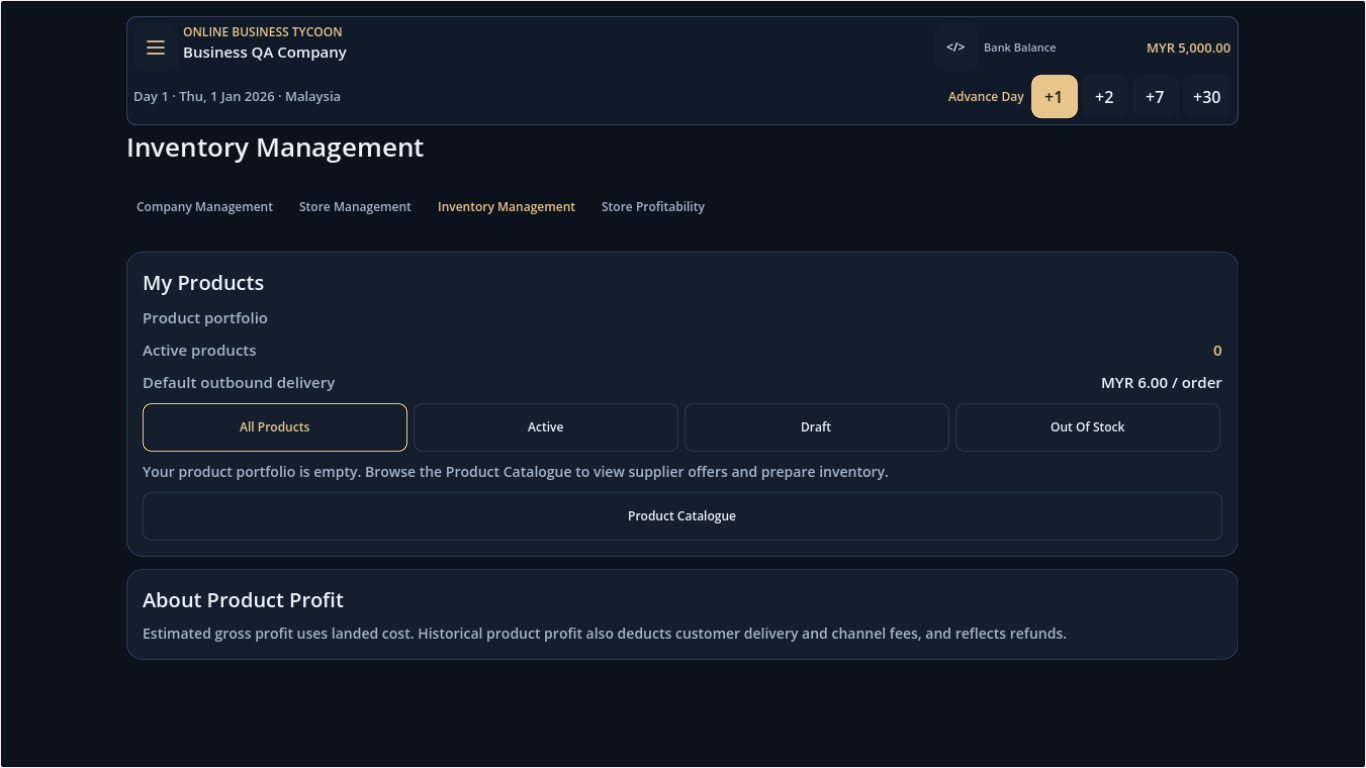 ONLINE BUSINESS TYCOON
Business QA Company
</> Bank Balance MYR 5,000.00
Day 1 · Thu, 1 Jan 2026 · Malaysia
Advance Day +1 +2 +7 +30
Inventory Management
Company Management Store Management Inventory Management Store Profitability
My Products
Product portfolio
Active products 0
Default outbound delivery MYR 6.00 / order
All Products Active Draft Out Of Stock
Your product portfolio is empty. Browse the Product Catalogue to view supplier offers and prepare inventory.
Product Catalogue
About Product Profit
Estimated gross profit uses landed cost. Historical product profit also deducts customer delivery and channel fees, and reflects refunds.